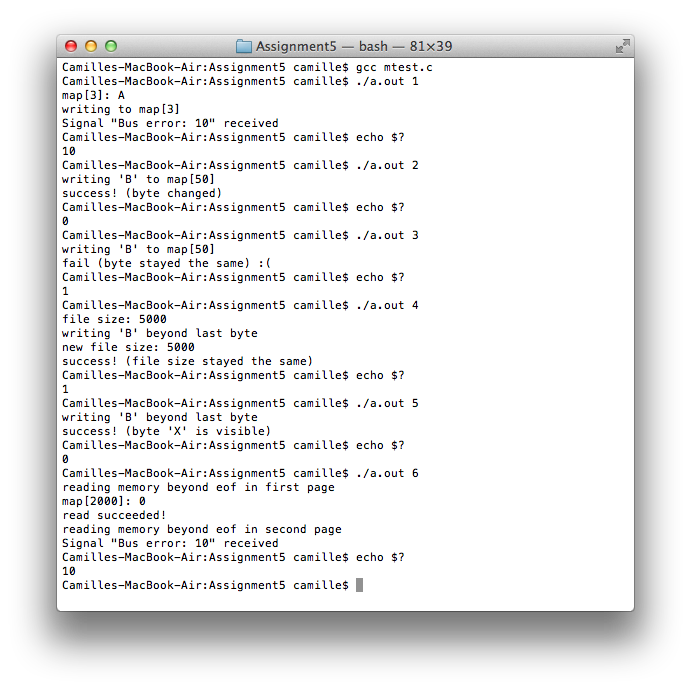 Assignment5 — bash — 81×39
Camilles-MacBook-Air:Assignment5 camille$ gcc mtest.c
Camilles-MacBook-Air:Assignment5 camille$ ./a.out 1
map[3]: A
writing to map[3]
Signal "Bus error: 10" received
Camilles-MacBook-Air:Assignment5 camille$ echo $?
10
Camilles-MacBook-Air:Assignment5 camille$ ./a.out 2
writing 'B' to map[50]
success! (byte changed)
Camilles-MacBook-Air:Assignment5 camille$ echo $?
0
Camilles-MacBook-Air:Assignment5 camille$ ./a.out 3
writing 'B' to map[50]
fail (byte stayed the same) :(
Camilles-MacBook-Air:Assignment5 camille$ echo $?
1
Camilles-MacBook-Air:Assignment5 camille$ ./a.out 4
file size: 5000
writing 'B' beyond last byte
new file size: 5000
success! (file size stayed the same)
Camilles-MacBook-Air:Assignment5 camille$ echo $?
1
Camilles-MacBook-Air:Assignment5 camille$ ./a.out 5
writing 'B' beyond last byte
success! (byte 'X' is visible)
Camilles-MacBook-Air:Assignment5 camille$ echo $?
0
Camilles-MacBook-Air:Assignment5 camille$ ./a.out 6
reading memory beyond eof in first page
map[2000]: 0
read succeeded!
reading memory beyond eof in second page
Signal "Bus error: 10" received
Camilles-MacBook-Air:Assignment5 camille$ echo $?
10
Camilles-MacBook-Air:Assignment5 camille$